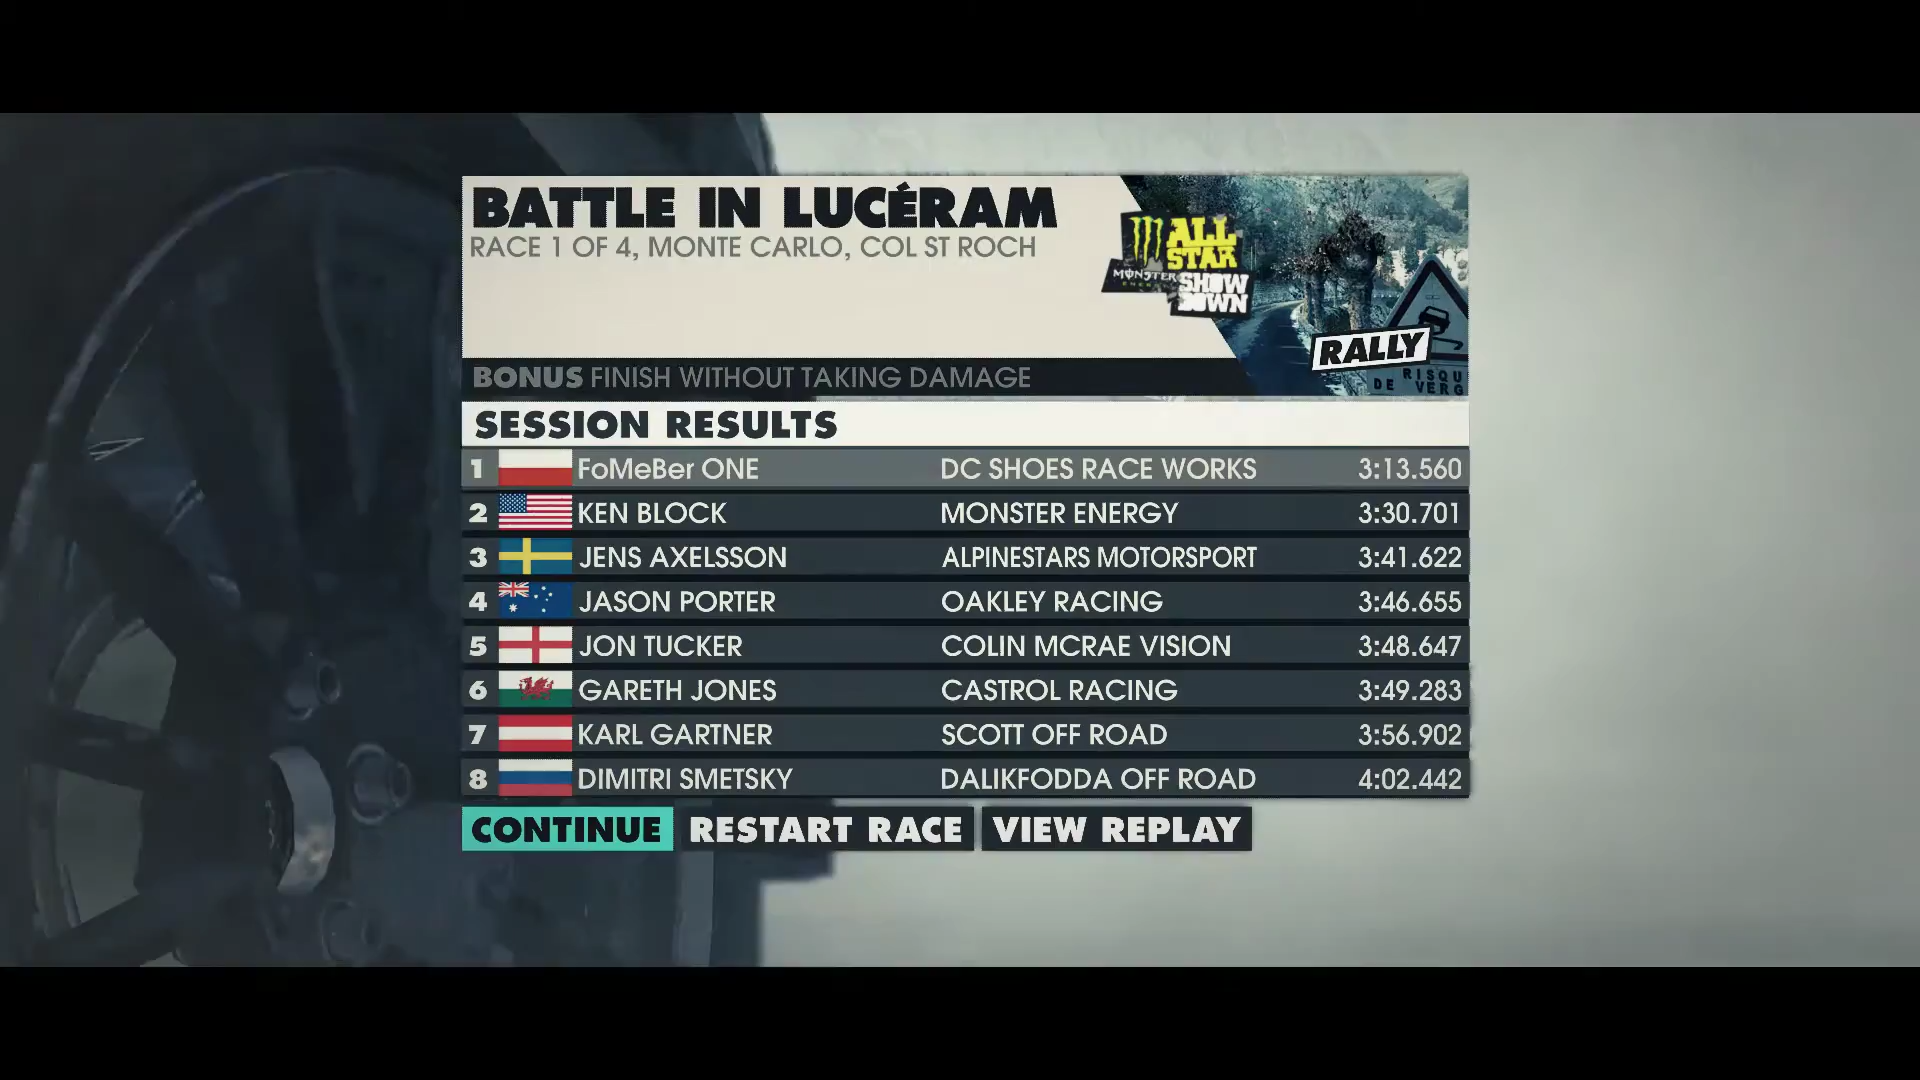 BATTLE IN LUCÉRAM
RACE 1 OF 4, MONTE CARLO, COL ST ROCH
MONSTER
ENERGY
ALL
STAR
SHOW
DOWN
RALLY
RISQU
DE VERG
BONUS FINISH WITHOUT TAKING DAMAGE
SESSION RESULTS
1 FoMeBer ONE DC SHOES RACE WORKS 3:13.560
2 KEN BLOCK MONSTER ENERGY 3:30.701
3 JENS AXELSSON ALPINESTARS MOTORSPORT 3:41.622
4 JASON PORTER OAKLEY RACING 3:46.655
5 JON TUCKER COLIN MCRAE VISION 3:48.647
6 GARETH JONES CASTROL RACING 3:49.283
7 KARL GARTNER SCOTT OFF ROAD 3:56.902
8 DIMITRI SMETSKY DALIKFODDA OFF ROAD 4:02.442
CONTINUE RESTART RACE VIEW REPLAY